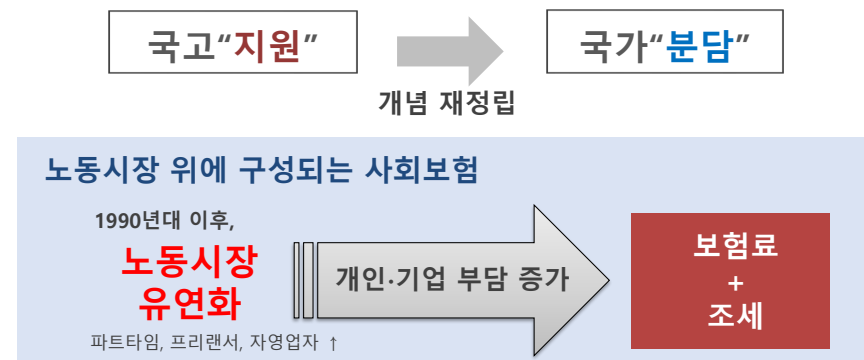 국고“지원”
국가“분담”
개념 재정립
노동시장 위에 구성되는 사회보험
1990년대 이후,
노동시장
유연화
파트타임, 프리랜서, 자영업자 ↑
개인·기업 부담 증가
보험료
+
조세